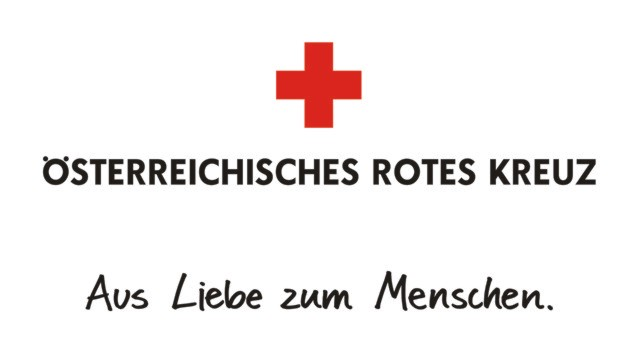 ÖSTERREICHISCHES ROTES KREUZ
Aus Liebe zum Menschen.